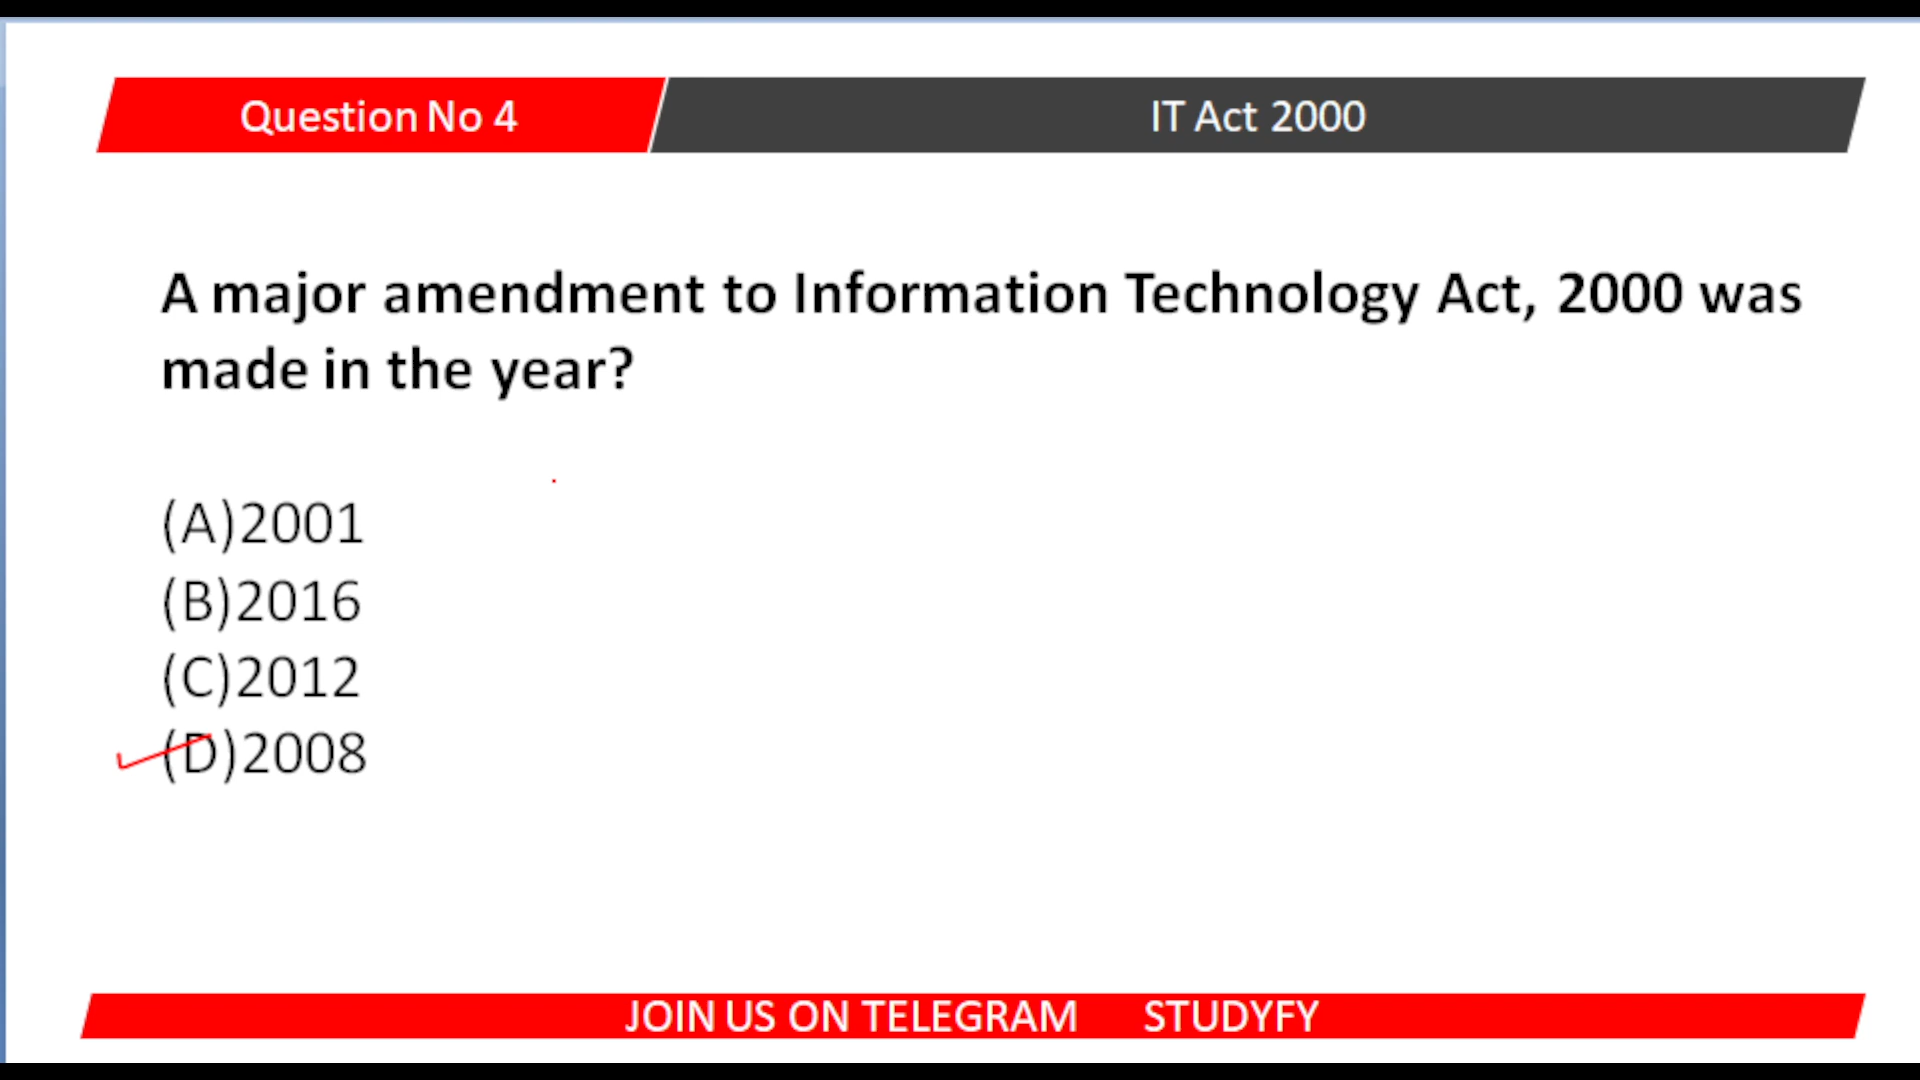 Question No 4
IT Act 2000
A major amendment to Information Technology Act, 2000 was
made in the year?
(A)2001
(B)2016
(C)2012
(D)2008
JOIN US ON TELEGRAM STUDYFY